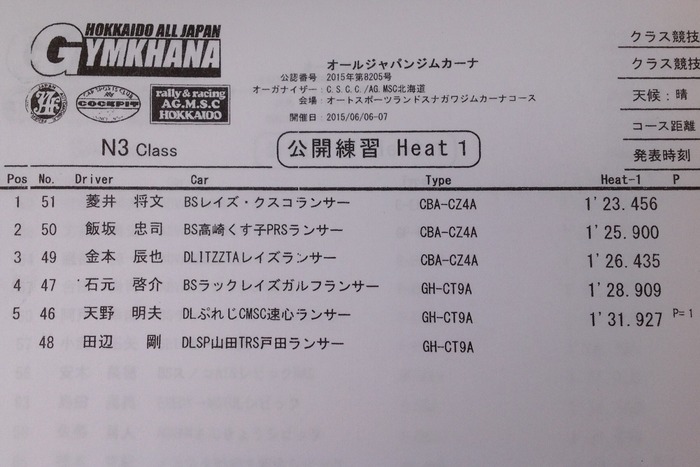 HOKKAIDO ALL JAPAN
GYMKHANA
オールジャパンジムカーナ
公認番号 2015年第8205号
オーガナイザー:C.S.C.C./AG.MSC北海道
会場:オートスポーツランドスナガワジムカーナコース
開催日:2015/06/06-07
クラス競技
クラス競技
天候:晴
コース距離
発表時刻
COCKPIT
rally & racing
A.G.M.S.C
HOKKAIDO
N3 Class
公開練習 Heat 1
Pos No. Driver Car Type Heat-1 P
1 51 菱井 将文 BSレイズ・クスコランサー CBA-CZ4A 1'23.456
2 50 飯坂 忠司 BS高崎くす子PRSランサー CBA-CZ4A 1'25.900
3 49 金本 辰也 DLITZZTAレイズランサー CBA-CZ4A 1'26.435
4 47 石元 啓介 BSラックレイズガルフランサー GH-CT9A 1'28.909
5 46 天野 明夫 DLぷれじCMSC速心ランサー GH-CT9A 1'31.927 P=1
48 田辺 剛 DLSP山田TRS戸田ランサー GH-CT9A